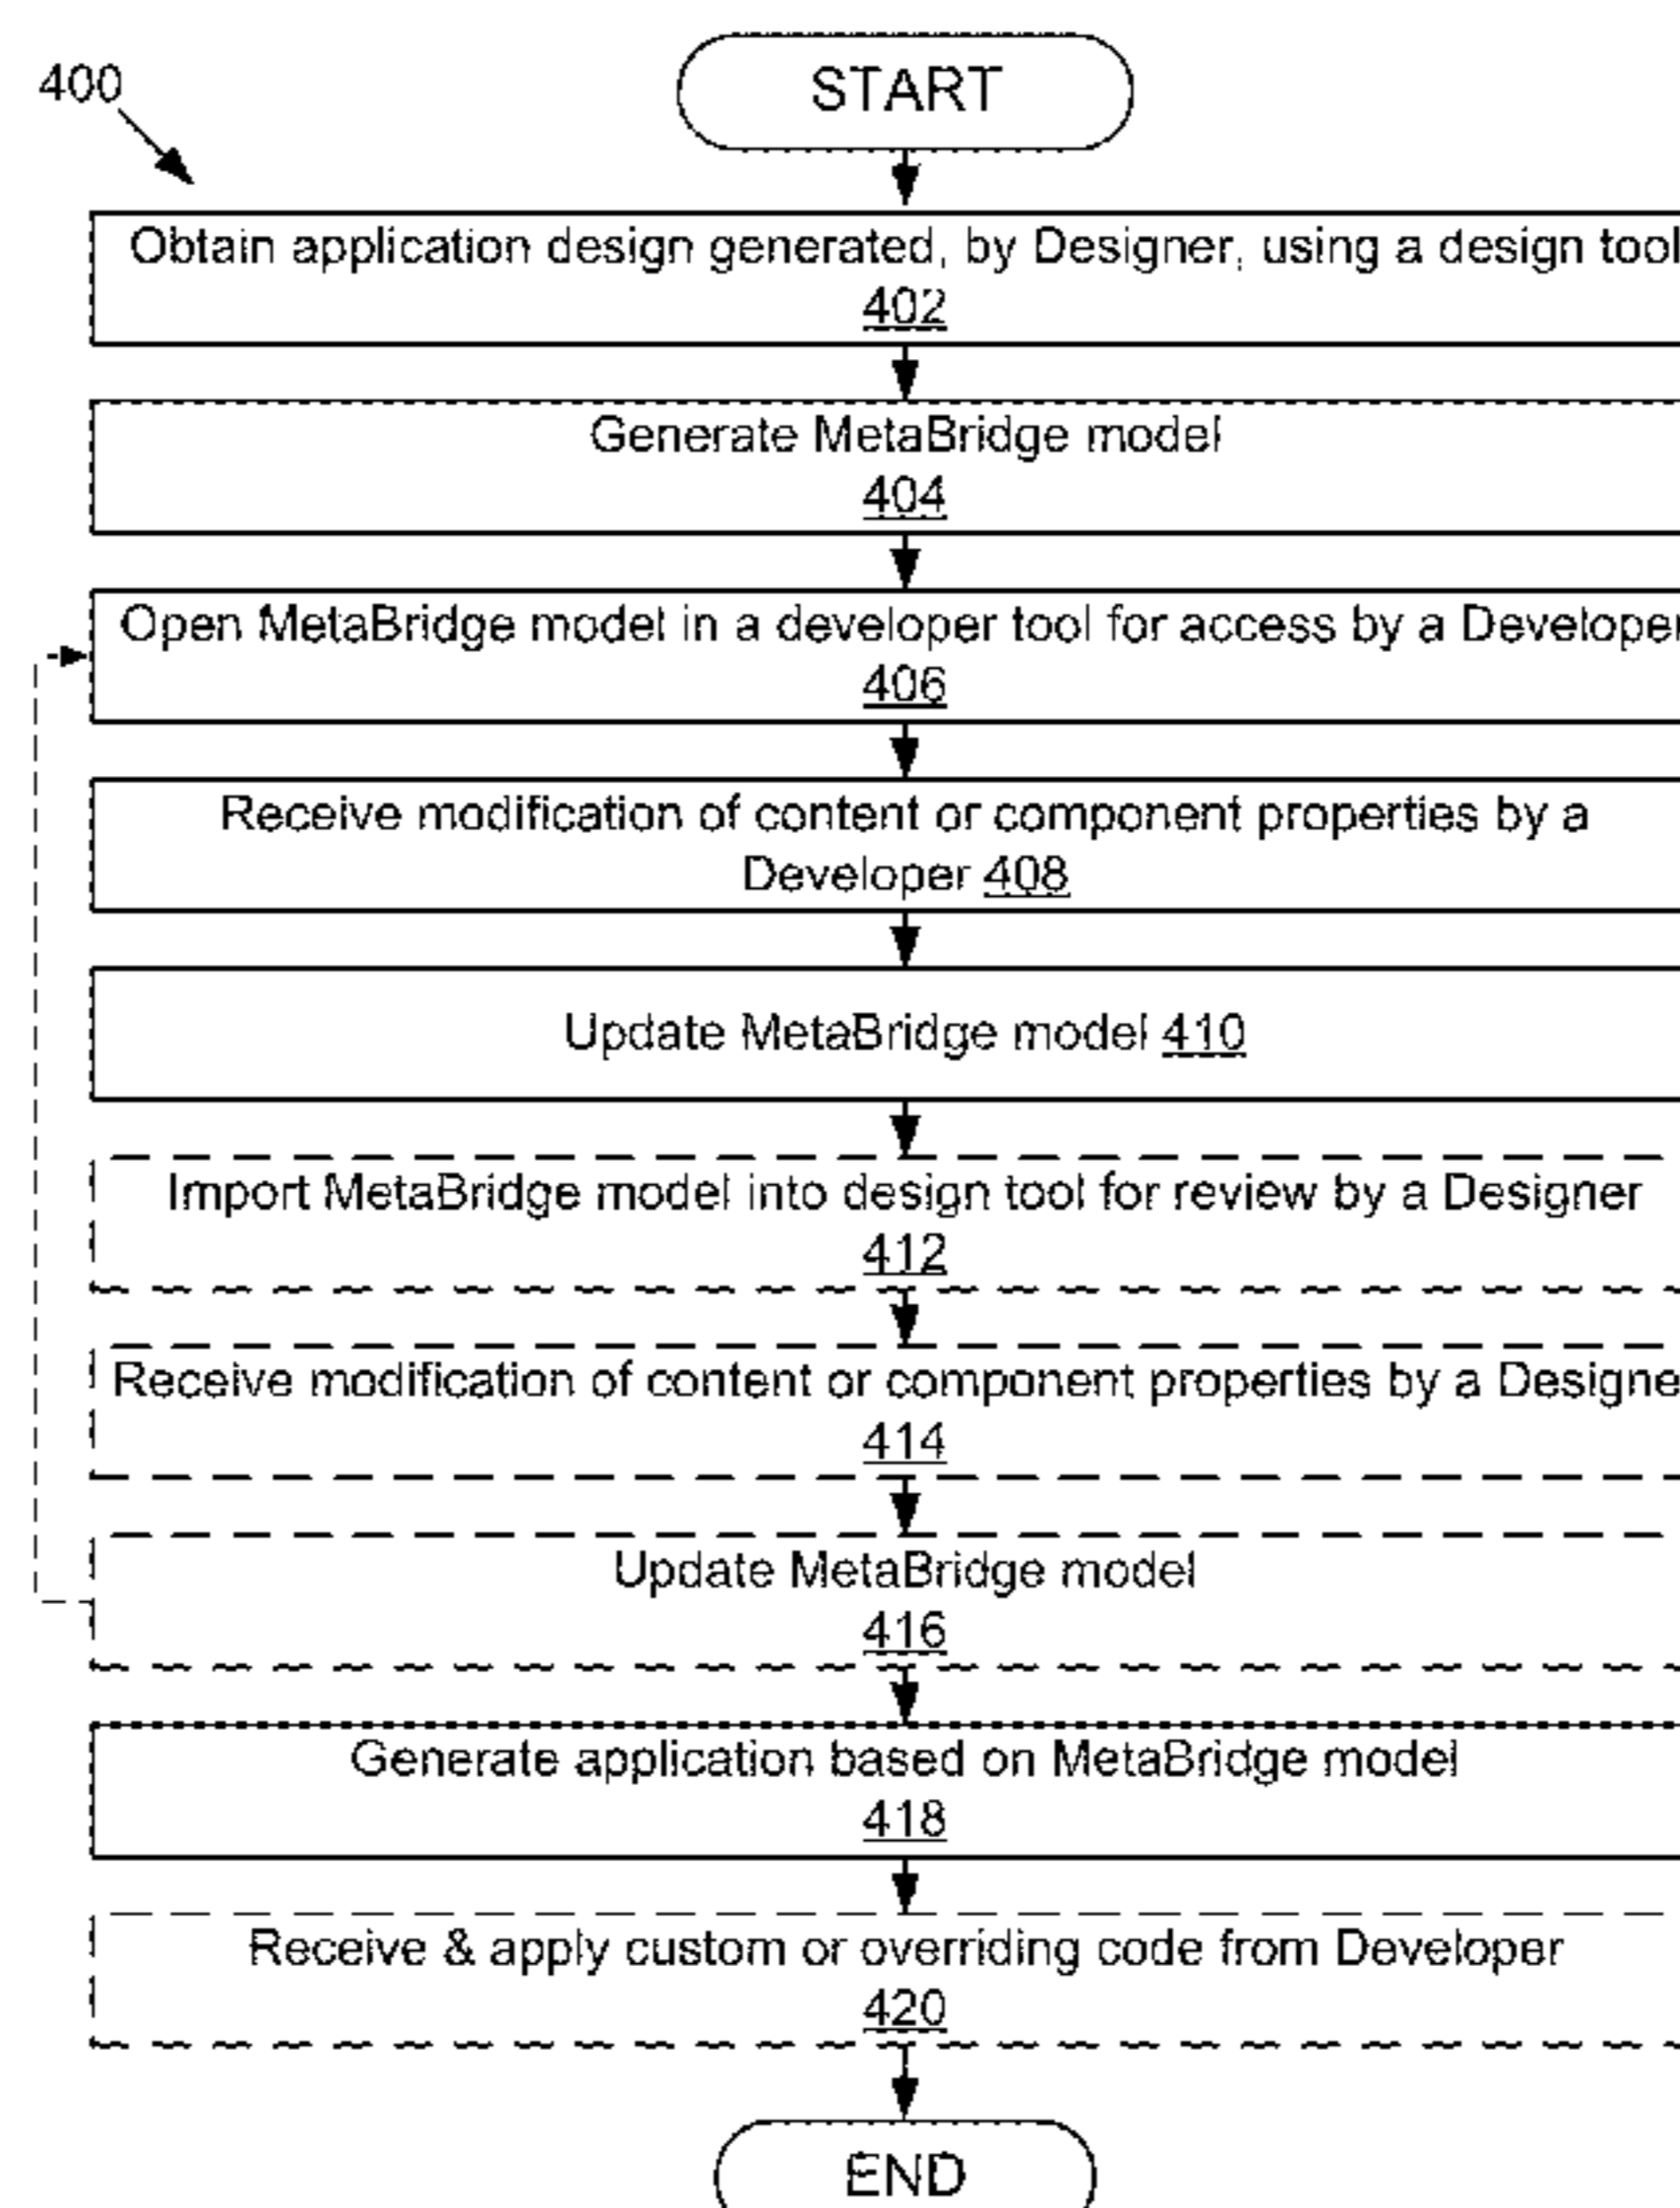 400
START
Obtain application design generated, by Designer, using a design tool
402
Generate MetaBridge model
404
Open MetaBridge model in a developer tool for access by a Developer
406
Receive modification of content or component properties by a
Developer 408
Update MetaBridge model 410
Import MetaBridge model into design tool for review by a Designer
412
Receive modification of content or component properties by a Designe
414
Update MetaBridge model
416
Generate application based on MetaBridge model
418
Receive & apply custom or overriding code from Developer
420
END